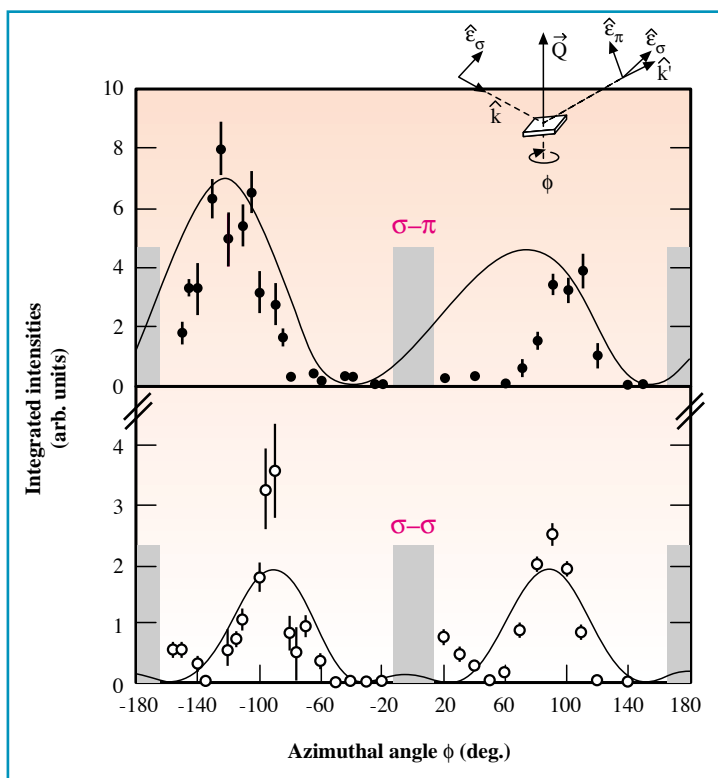 ε̂σ
Q⃗
ε̂π
ε̂σ
k̂'
k̂
ϕ
10
8
6
4
2
0
σ–π
Integrated intensities
(arb. units)
4
3
2
1
0
σ–σ
-180 -140 -100 -60 -20 20 60 100 140 180
Azimuthal angle ϕ (deg.)